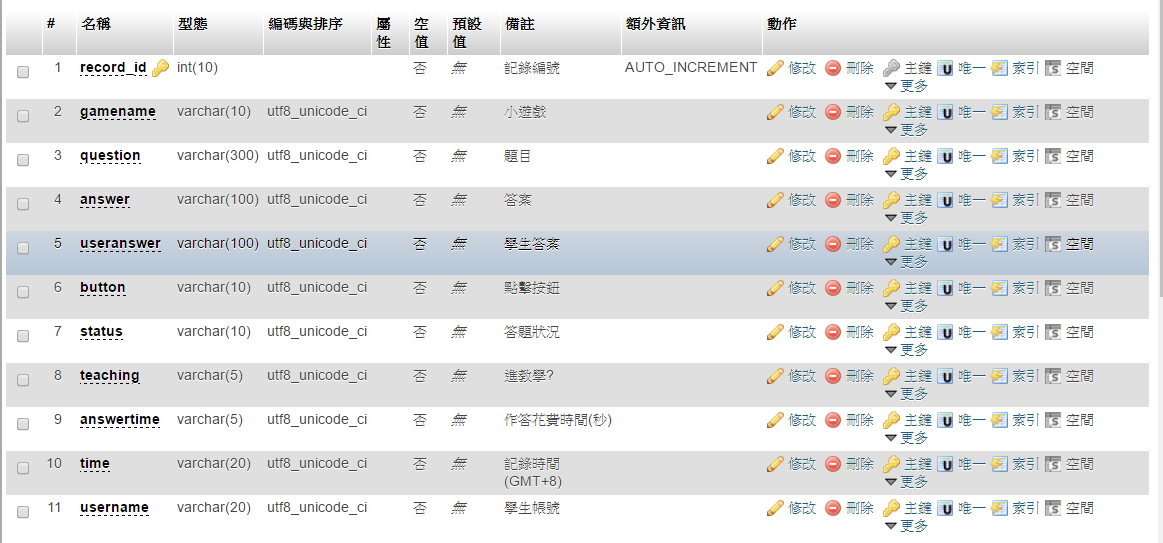 # 名稱 型態 編碼與排序 屬性 空值 預設值 備註 額外資訊 動作
1 record_id int(10) 否 無 記錄編號 AUTO_INCREMENT 修改 刪除 主鍵 唯一 索引 空間
更多
2 gamename varchar(10) utf8_unicode_ci 否 無 小遊戲 修改 刪除 主鍵 唯一 索引 空間
更多
3 question varchar(300) utf8_unicode_ci 否 無 題目 修改 刪除 主鍵 唯一 索引 空間
更多
4 answer varchar(100) utf8_unicode_ci 否 無 答案 修改 刪除 主鍵 唯一 索引 空間
更多
5 useranswer varchar(100) utf8_unicode_ci 否 無 學生答案 修改 刪除 主鍵 唯一 索引 空間
更多
6 button varchar(10) utf8_unicode_ci 否 無 點擊按鈕 修改 刪除 主鍵 唯一 索引 空間
更多
7 status varchar(10) utf8_unicode_ci 否 無 答題狀況 修改 刪除 主鍵 唯一 索引 空間
更多
8 teaching varchar(5) utf8_unicode_ci 否 無 進教學? 修改 刪除 主鍵 唯一 索引 空間
更多
9 answertime varchar(5) utf8_unicode_ci 否 無 作答花費時間(秒) 修改 刪除 主鍵 唯一 索引 空間
更多
10 time varchar(20) utf8_unicode_ci 否 無 記錄時間 修改 刪除 主鍵 唯一 索引 空間
(GMT+8) 更多
11 username varchar(20) utf8_unicode_ci 否 無 學生帳號 修改 刪除 主鍵 唯一 索引 空間
更多